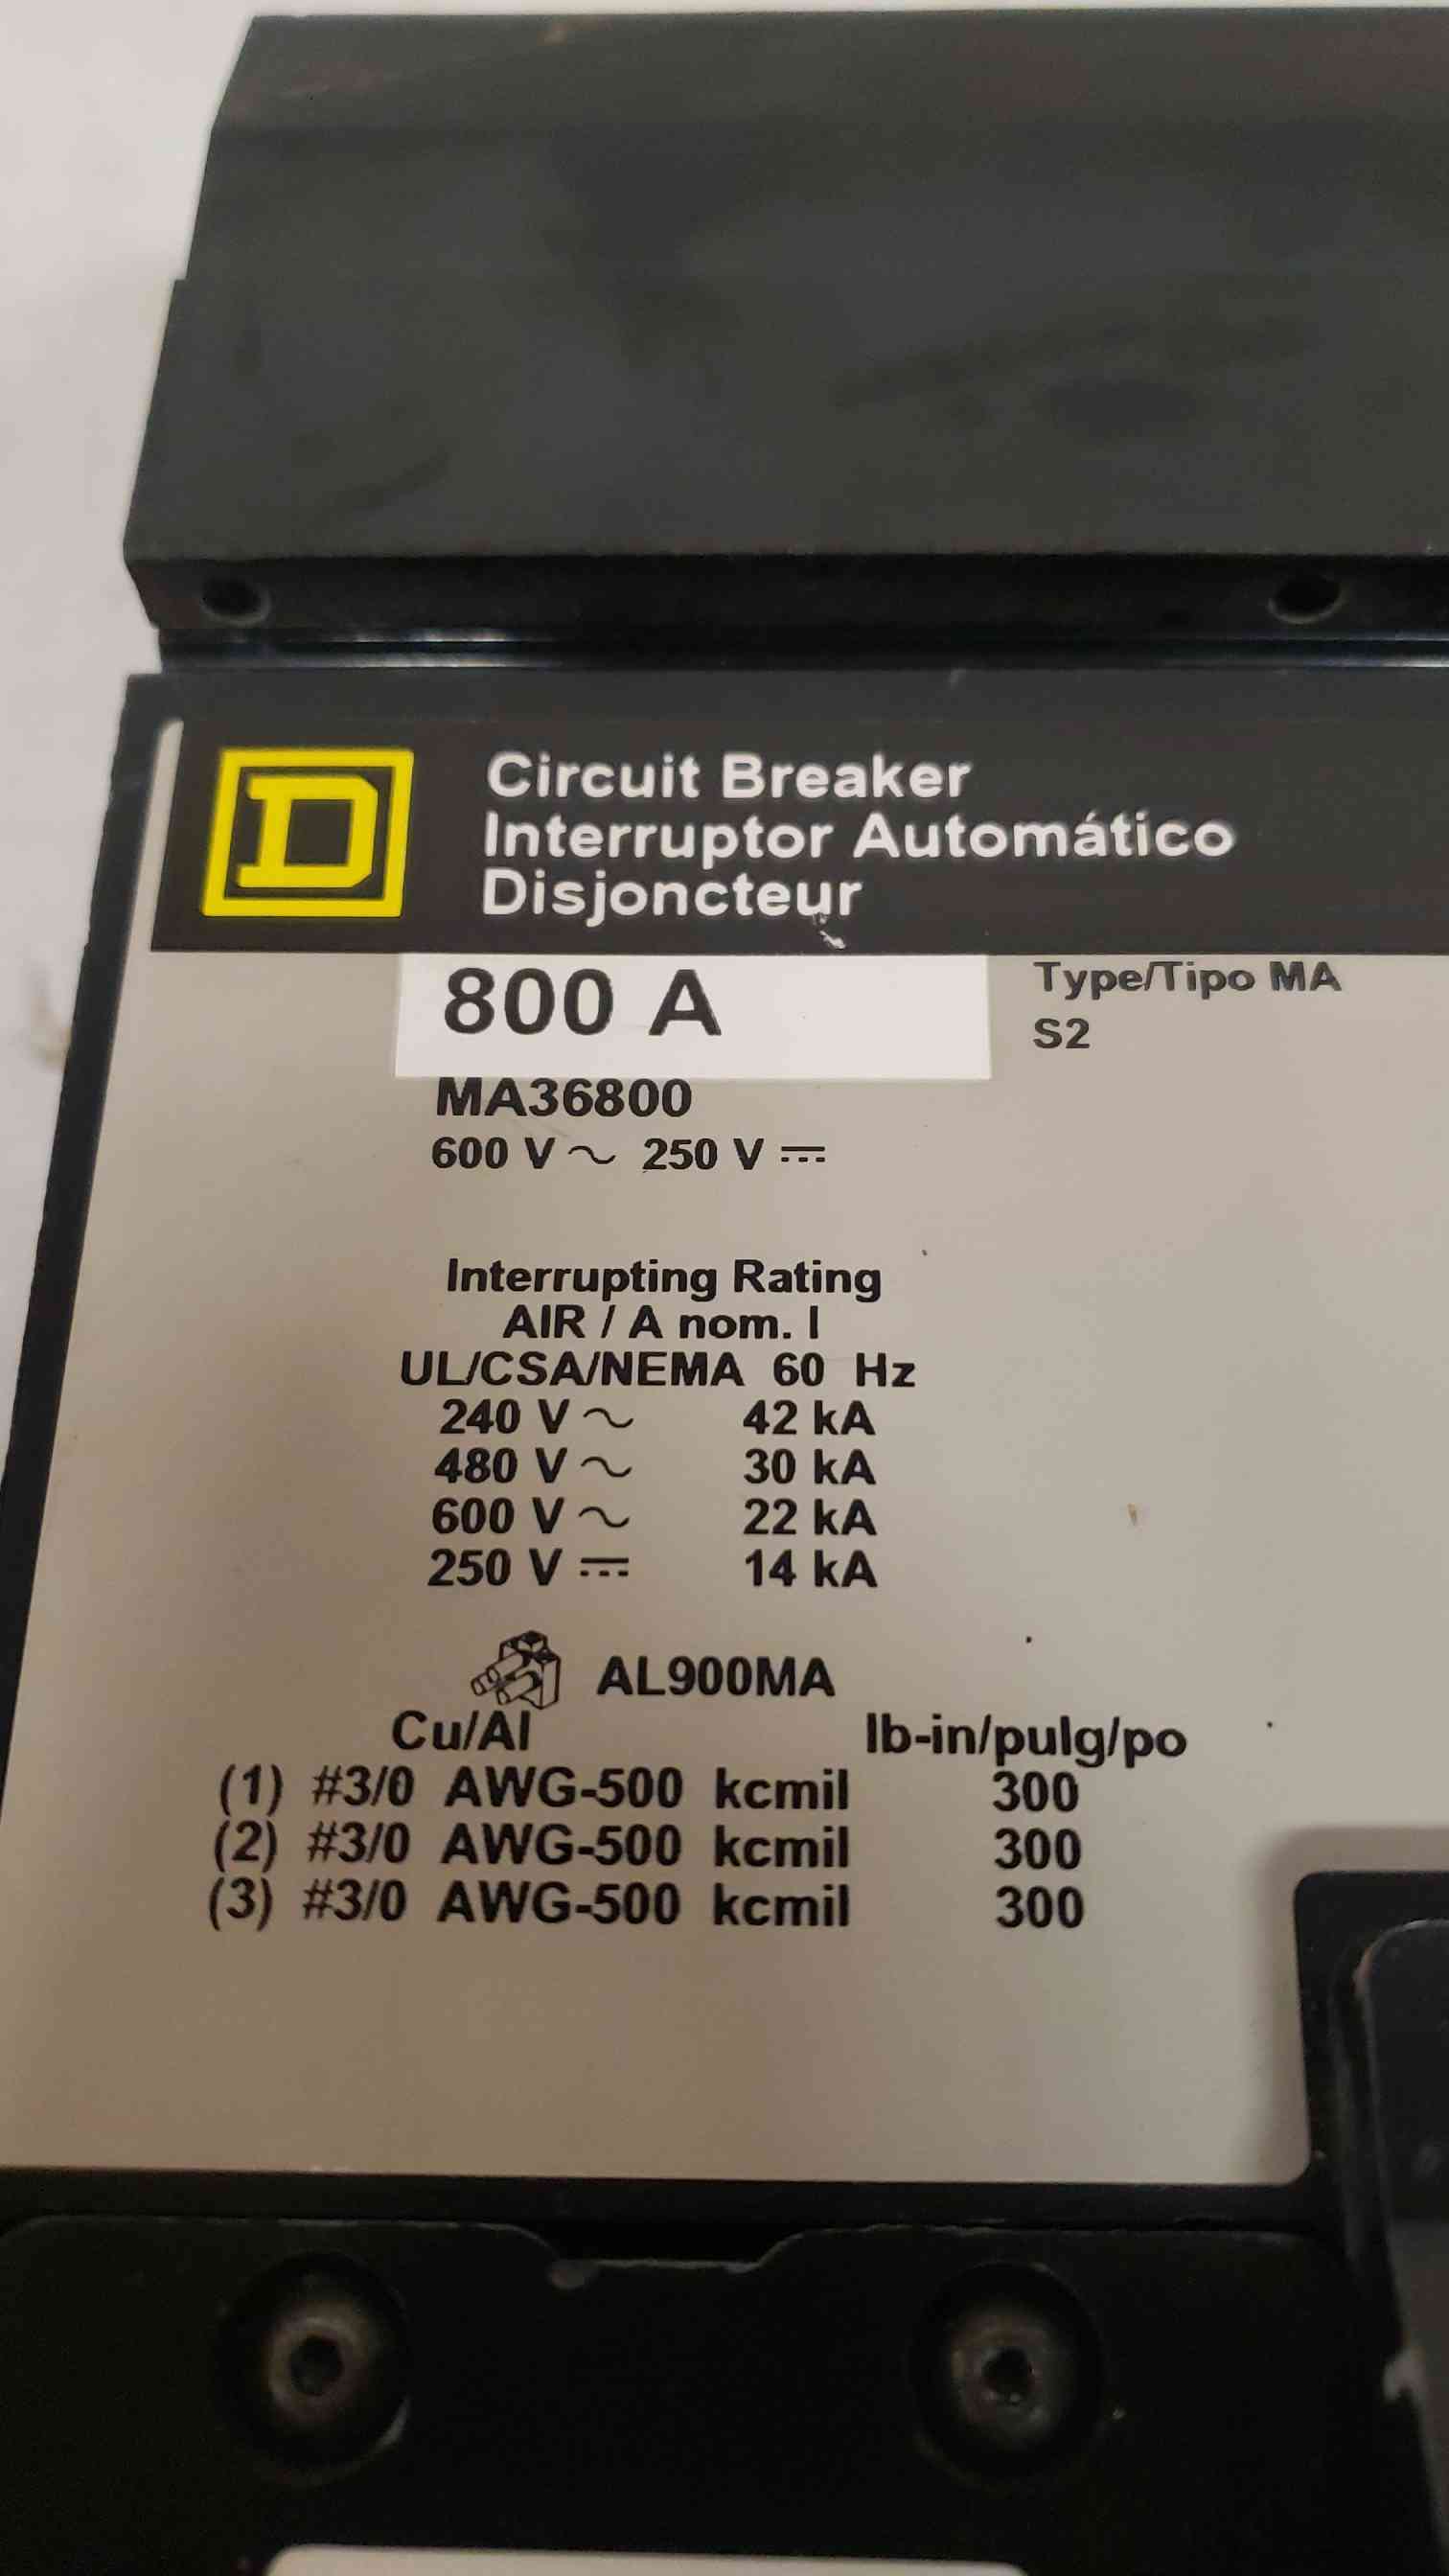 D
Circuit Breaker
Interruptor Automático
Disjoncteur
800 A
Type/Tipo MA
S2
MA36800
600 V ~ 250 V ⎓
Interrupting Rating
AIR / A nom. I
UL/CSA/NEMA 60 Hz
240 V ~ 42 kA
480 V ~ 30 kA
600 V ~ 22 kA
250 V ⎓ 14 kA
AL900MA
Cu/Al lb-in/pulg/po
(1) #3/0 AWG-500 kcmil 300
(2) #3/0 AWG-500 kcmil 300
(3) #3/0 AWG-500 kcmil 300